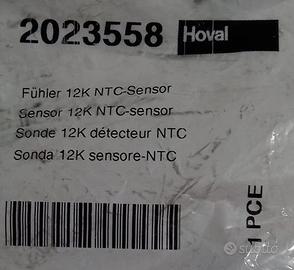 2023558 Hoval
Fühler 12K NTC-Sensor
Sensor 12K NTC-sensor
Sonde 12K détecteur NTC
Sonda 12K sensore-NTC
1 PCE
subito